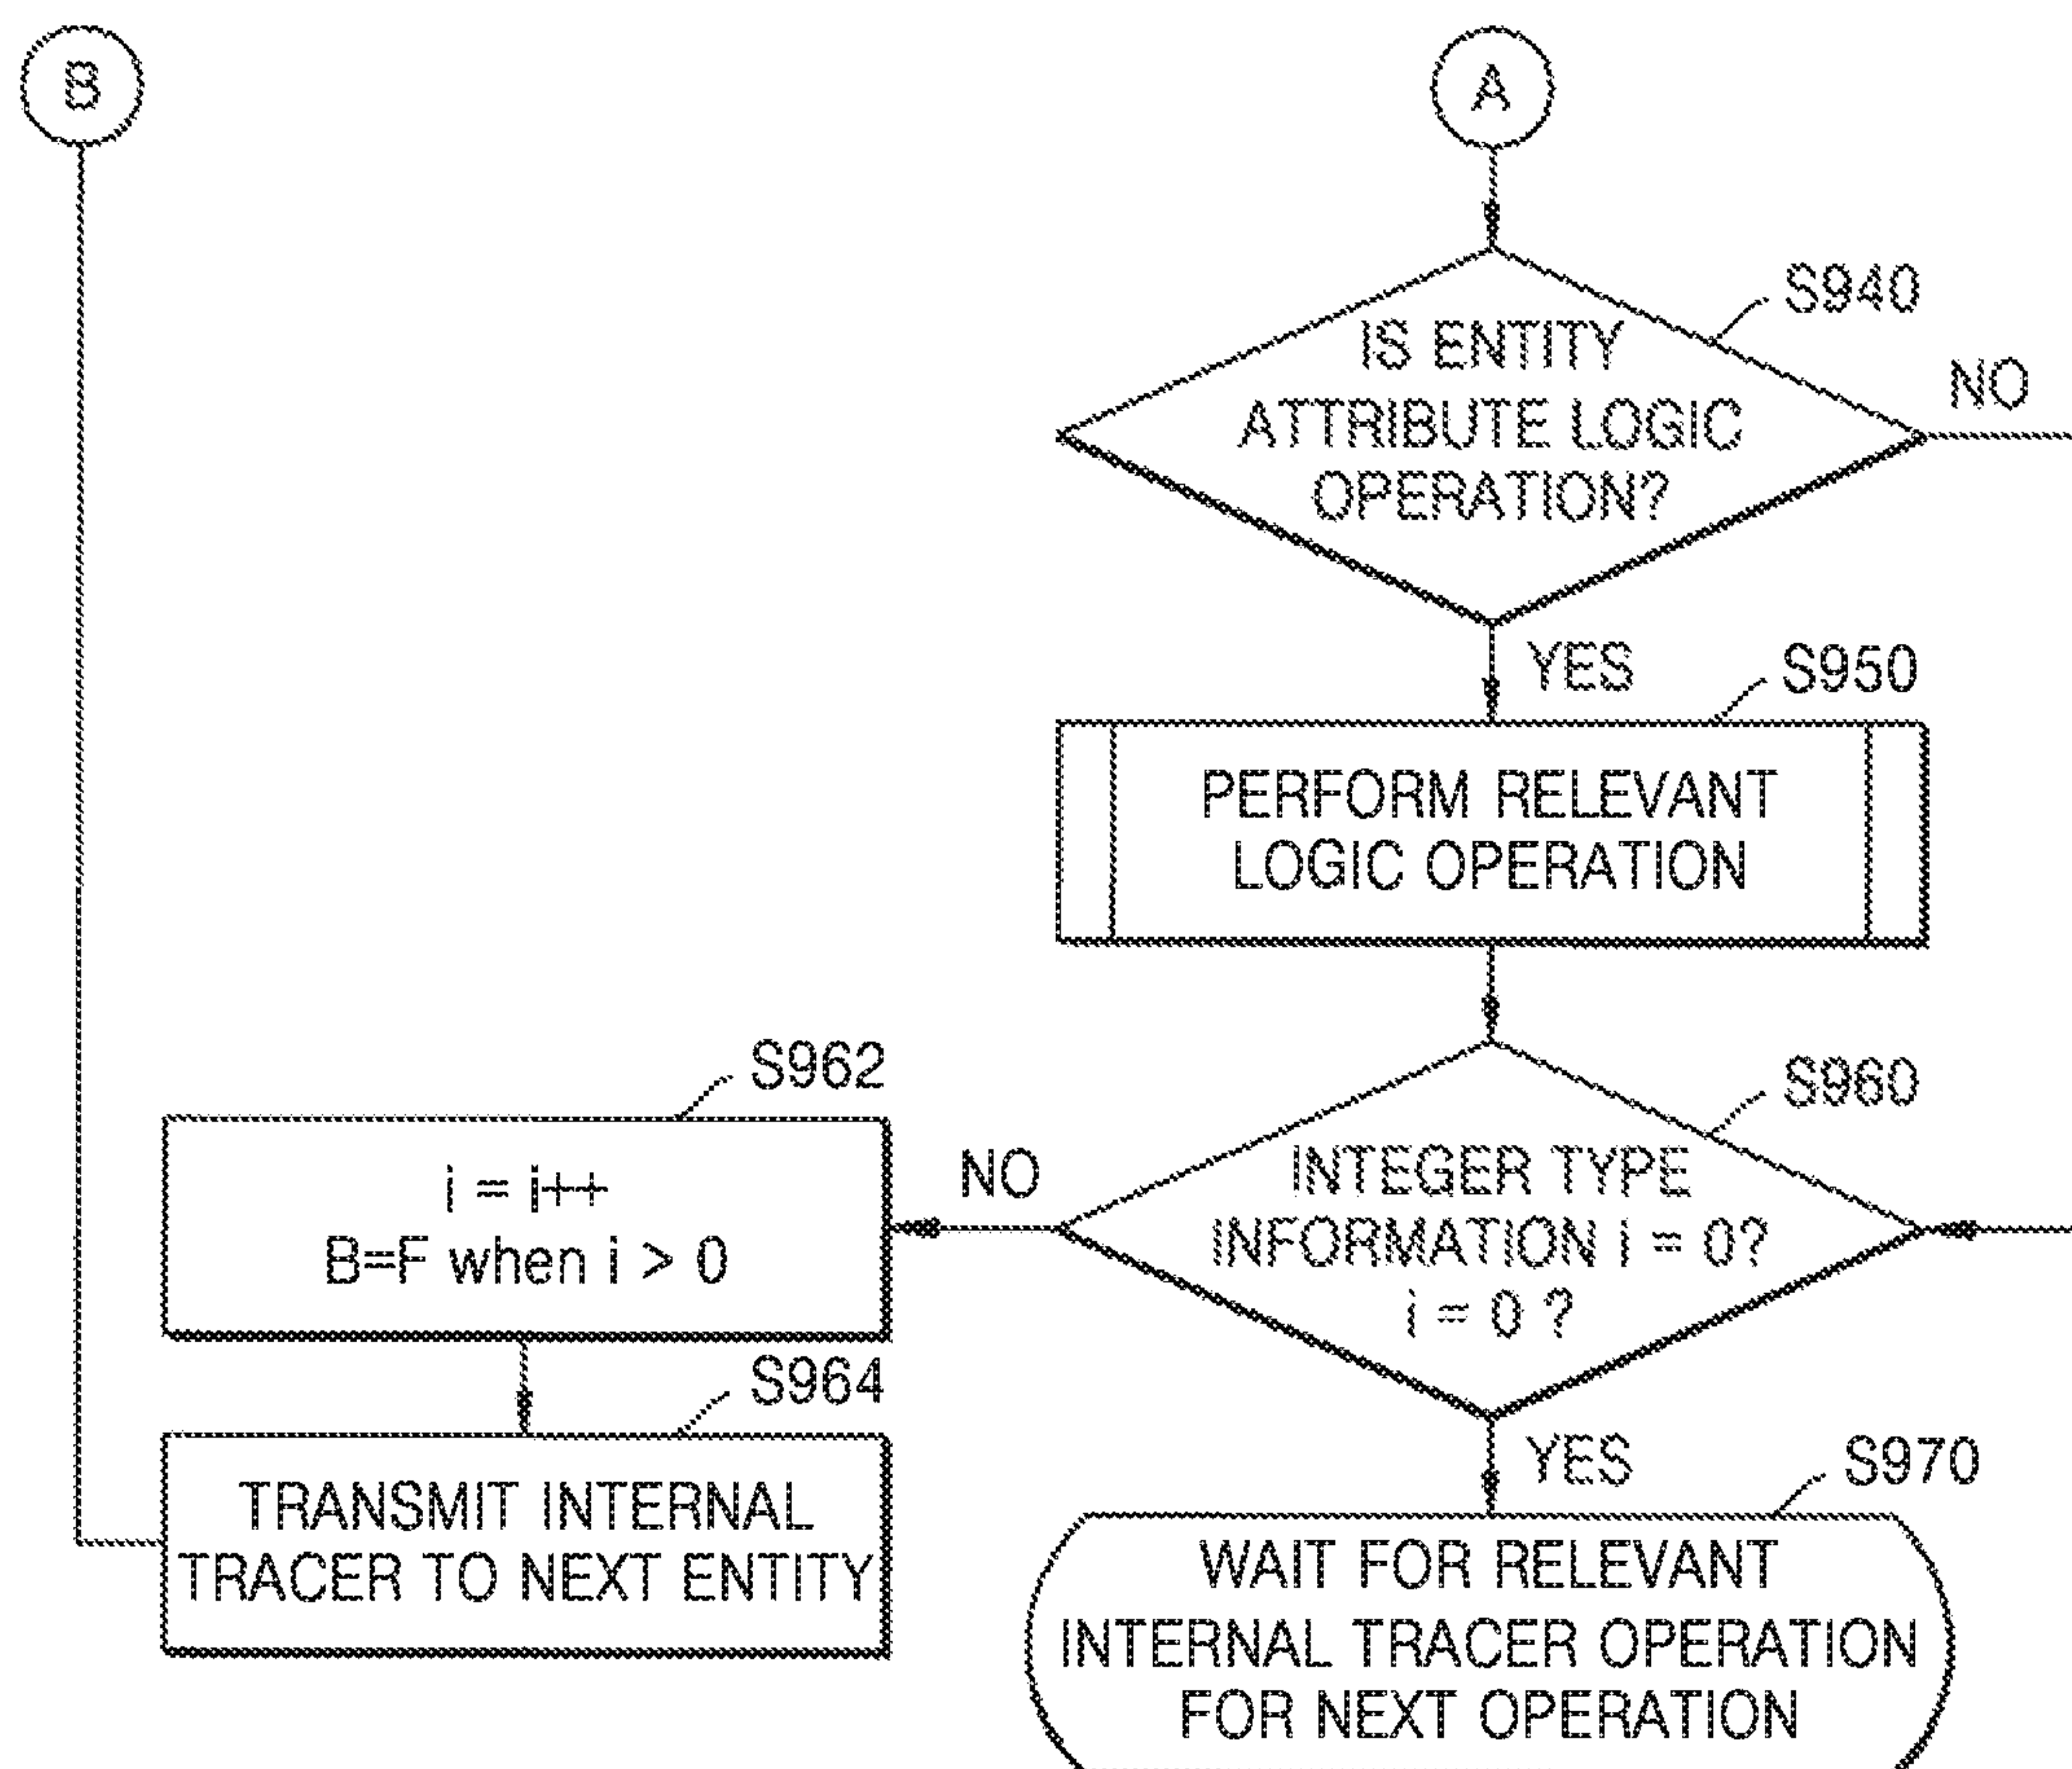 B
A
S940
IS ENTITY
ATTRIBUTE LOGIC
OPERATION?
NO
YES
S950
PERFORM RELEVANT
LOGIC OPERATION
S962
i = i++
B=F when i > 0
NO
S960
INTEGER TYPE
INFORMATION i = 0?
i = 0 ?
S964
TRANSMIT INTERNAL
TRACER TO NEXT ENTITY
YES
S970
WAIT FOR RELEVANT
INTERNAL TRACER OPERATION
FOR NEXT OPERATION